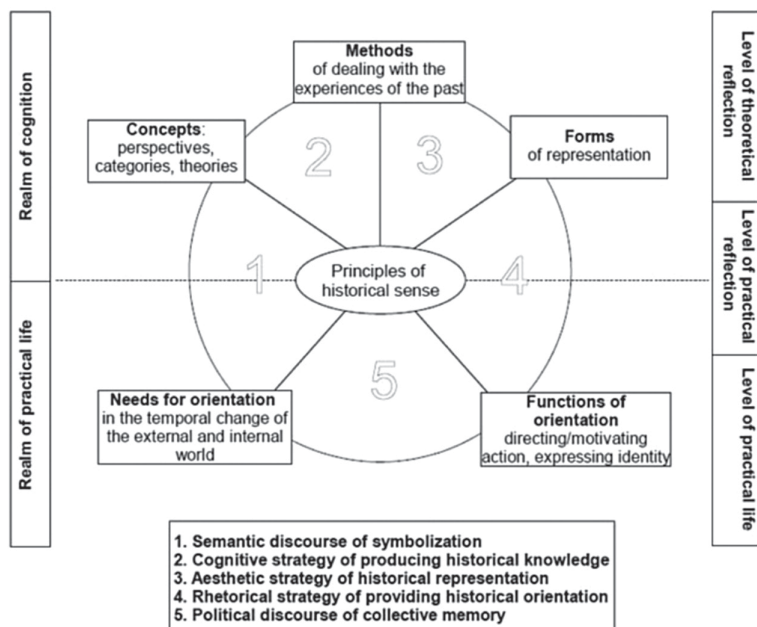 Methods
of dealing with the
experiences of the past
Concepts:
perspectives,
categories, theories
Forms
of representation
Realm of cognition
Level of theoretical
reflection
2
3
1
4
Principles of
historical sense
Level of practical
reflection
5
Needs for orientation
in the temporal change of
the external and internal
world
Functions of
orientation
directing/motivating
action, expressing identity
Realm of practical life
Level of practical life
1. Semantic discourse of symbolization
2. Cognitive strategy of producing historical knowledge
3. Aesthetic strategy of historical representation
4. Rhetorical strategy of providing historical orientation
5. Political discourse of collective memory